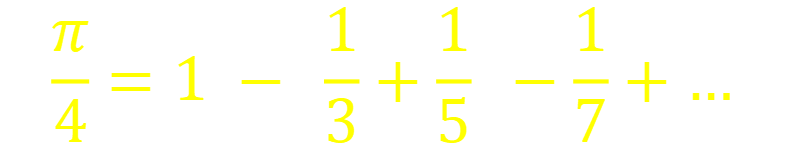 π/4 = 1 − 1/3 + 1/5 − 1/7 + ...